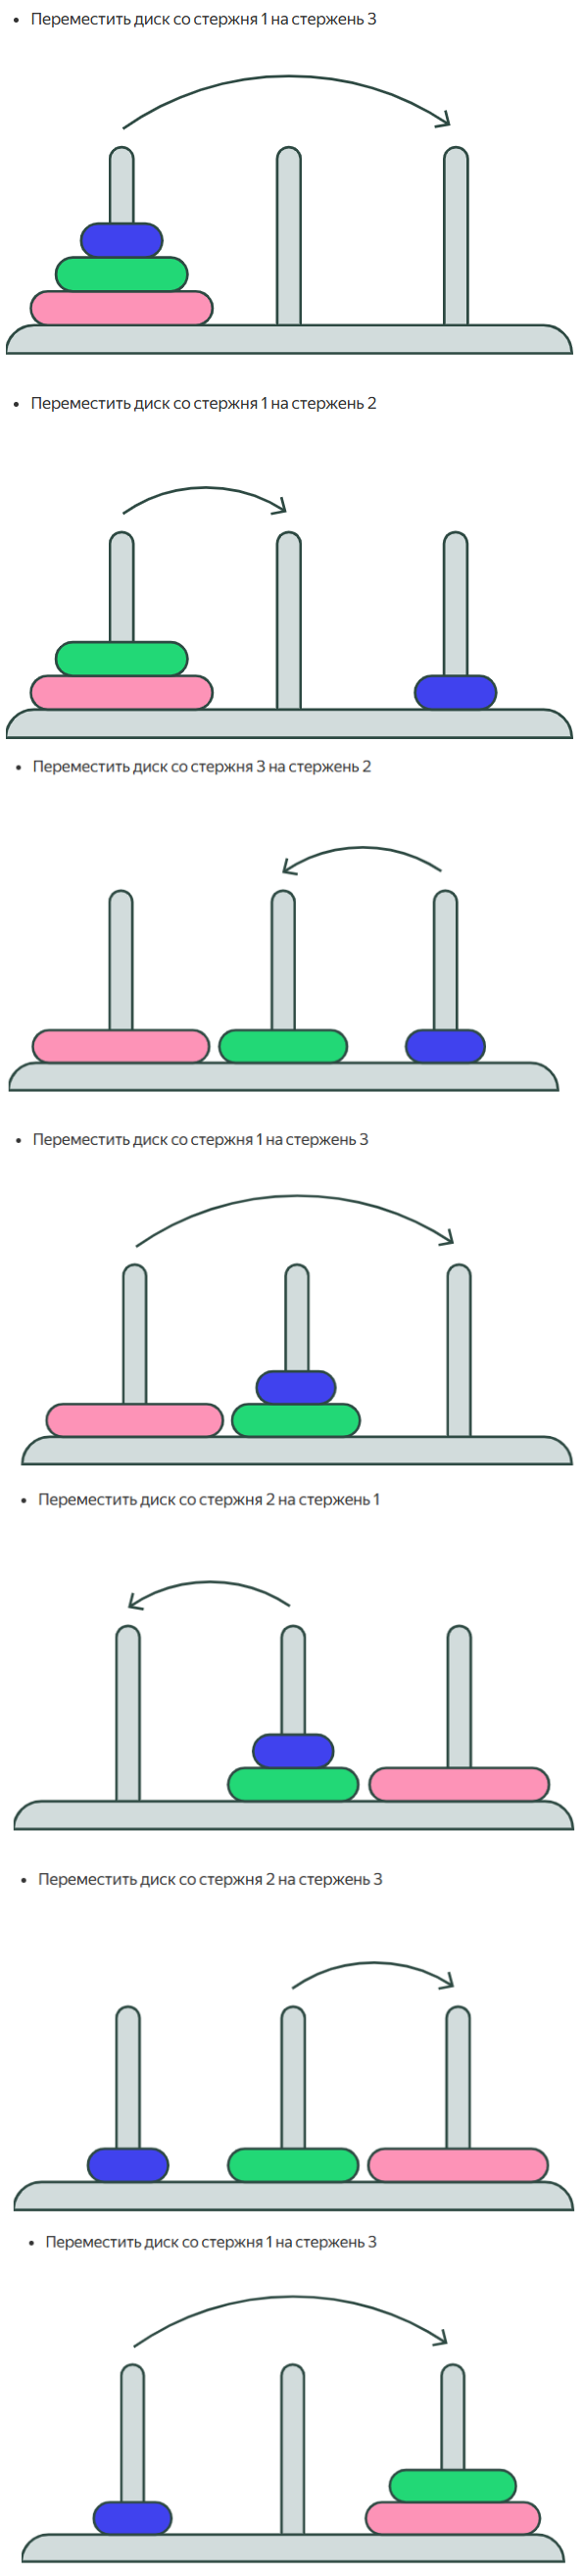 • Переместить диск со стержня 1 на стержень 3
• Переместить диск со стержня 1 на стержень 2
• Переместить диск со стержня 3 на стержень 2
• Переместить диск со стержня 1 на стержень 3
• Переместить диск со стержня 2 на стержень 1
• Переместить диск со стержня 2 на стержень 3
• Переместить диск со стержня 1 на стержень 3